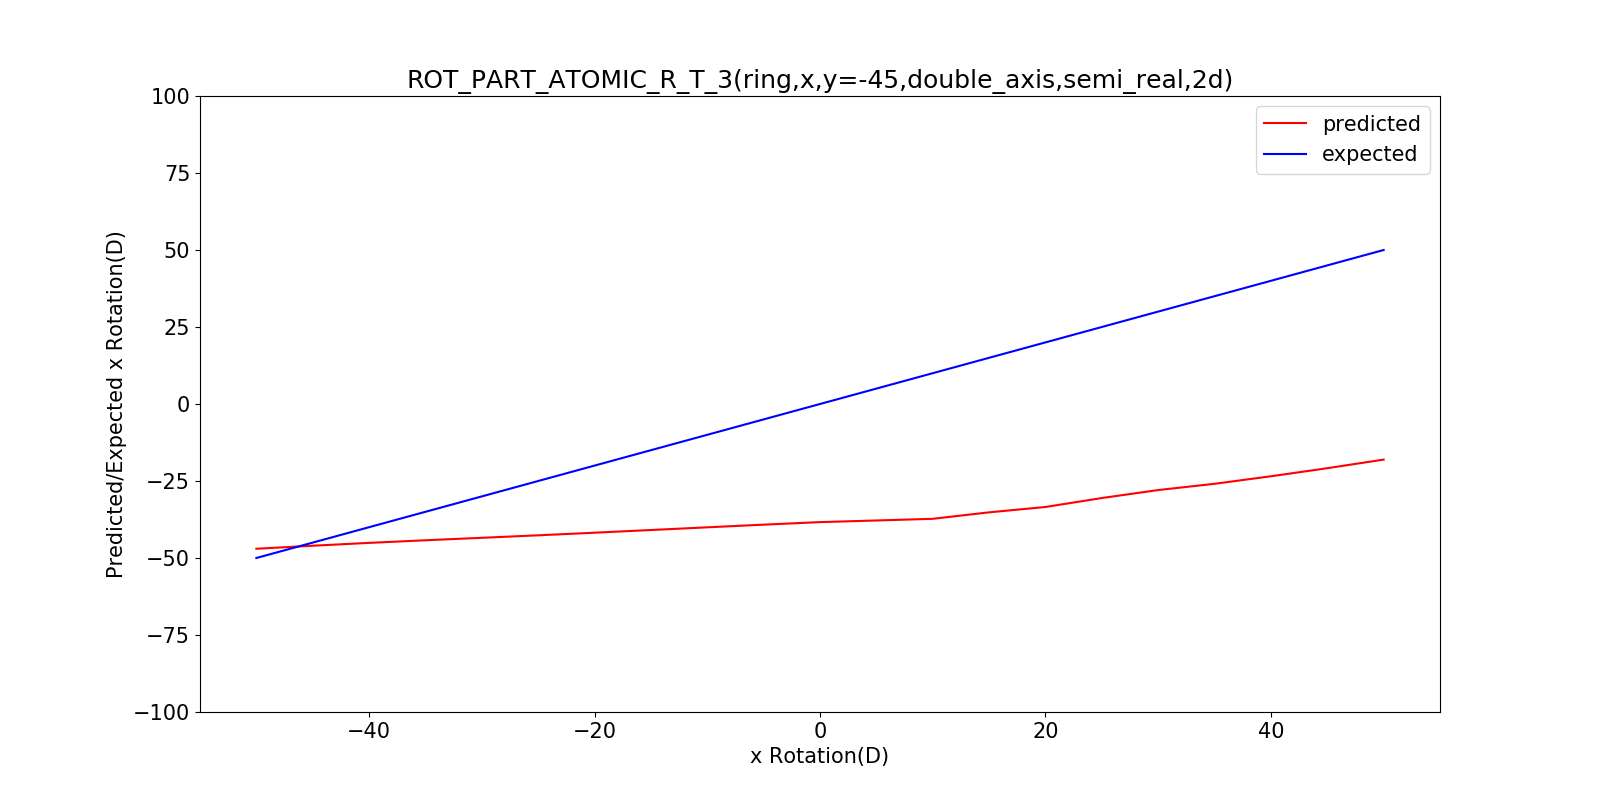 ROT_PART_ATOMIC_R_T_3(ring,x,y=-45,double_axis,semi_real,2d)
predicted
expected
Predicted/Expected x Rotation(D)
100
75
50
25
0
−25
−50
−75
−100
−40
−20
0
20
40
x Rotation(D)